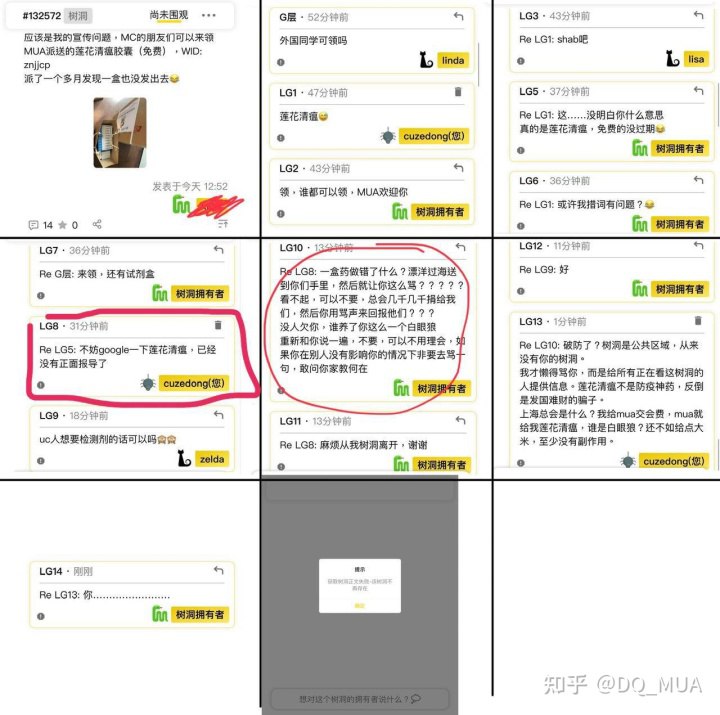 #132572 树洞 尚未围观 •••
应该是我的宣传问题，MC的朋友们可以来领
MUA派送的莲花清瘟胶囊（免费），WID:
znjjcp
派了一个多月发现一盒也没发出去😂
发表于今天 12:52
14 0
G层 · 52分钟前
外国同学可领吗
linda
LG1 · 47分钟前
莲花清瘟😅
cuzedong(您)
LG2 · 43分钟前
领，谁都可以领，MUA欢迎你
树洞拥有者
LG3 · 43分钟前
Re LG1: shab吧
lisa
LG5 · 37分钟前
Re LG1: 这……没明白你什么意思
真的是莲花清瘟，免费的没过期😂
树洞拥有者
LG6 · 36分钟前
Re LG1: 或许我措词有问题？😂
树洞拥有者
LG7 · 36分钟前
Re G层: 来领，还有试剂盒
树洞拥有者
LG8 · 31分钟前
Re LG5: 不妨google一下莲花清瘟，已经
没有正面报导了
cuzedong(您)
LG9 · 18分钟前
uc人想要检测剂的话可以吗🙈🙈
zelda
LG10 · 13分钟前
Re LG8: 一盒药做错了什么？漂洋过海送
到你们手里，然后就让你这么骂？？？？？
看不起，可以不要，总会几千几千捐给我
们，然后你用骂声来回报他们？？？
没人欠你，谁养了你这么一个白眼狼
重新和你说一遍，不要，可以不用理会，如
果你在别人没有影响你的情况下非要去骂一
句，敢问你家教何在
树洞拥有者
LG11 · 13分钟前
Re LG8: 麻烦从我树洞离开，谢谢
树洞拥有者
LG12 · 11分钟前
Re LG9: 好
树洞拥有者
LG13 · 1分钟前
Re LG10: 破防了？树洞是公共区域，从来
没有你的树洞。
我才懒得骂你，而是给所有正在看这树洞的
人提供信息。莲花清瘟不是防疫神药，反倒
是发国难财的骗子。
上海总会是什么？我给mua交会费，mua就
给我莲花清瘟，谁是白眼狼？还不如给点大
米，至少没有副作用。
cuzedong(您)
LG14 · 刚刚
Re LG13: 你……………………
树洞拥有者
提示
想对这个树洞的拥有者说什么？
知乎 @DQ_MUA